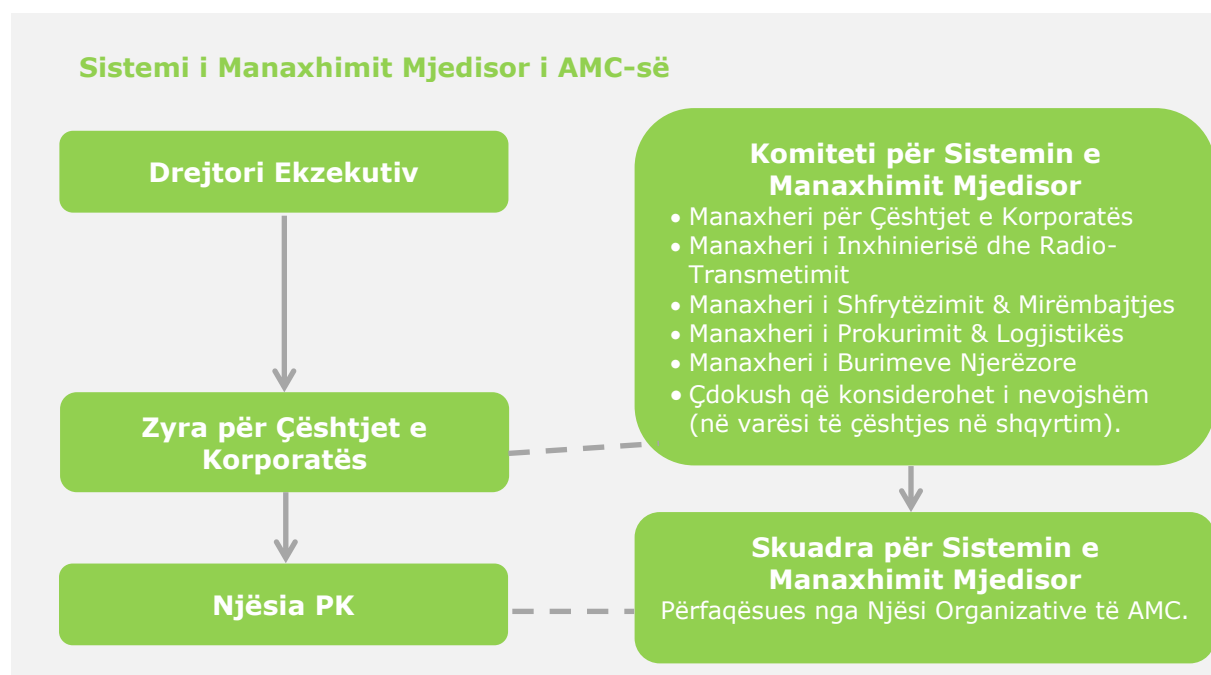 Sistemi i Manaxhimit Mjedisor i AMC-së
Drejtori Ekzekutiv
Zyra për Çështjet e
Korporatës
Njësia PK
Komiteti për Sistemin e
Manaxhimit Mjedisor
• Manaxheri për Çështjet e Korporatës
• Manaxheri i Inxhinierisë dhe Radio-
Transmetimit
• Manaxheri i Shfrytëzimit & Mirëmbajtjes
• Manaxheri i Prokurimit & Logjistikës
• Manaxheri i Burimeve Njerëzore
• Çdokush që konsiderohet i nevojshëm
(në varësi të çështjes në shqyrtim).
Skuadra për Sistemin e
Manaxhimit Mjedisor
Përfaqësues nga Njësi Organizative të AMC.